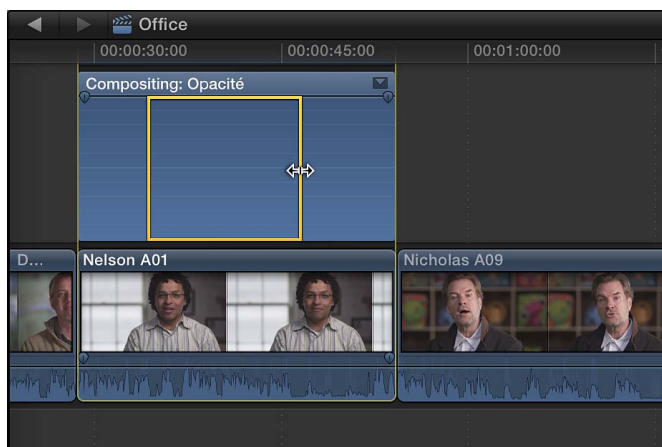 Office
00:00:30:00
00:00:45:00
00:01:00:00
Compositing: Opacité
D...
Nelson A01
Nicholas A09